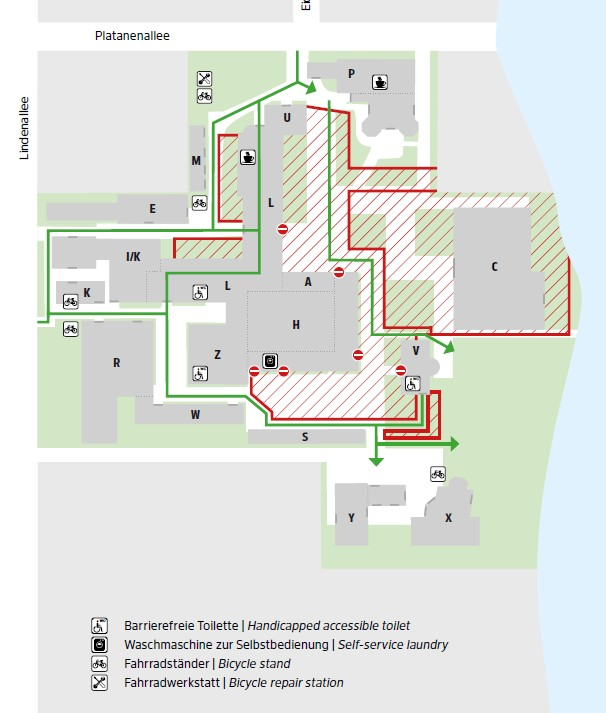 Ei
Platanenallee
Lindenallee
P
U
M
L
E
I/K
C
L
A
K
H
V
R
Z
W
S
Y
X
Barrierefreie Toilette | Handicapped accessible toilet
Waschmaschine zur Selbstbedienung | Self-service laundry
Fahrradständer | Bicycle stand
Fahrradwerkstatt | Bicycle repair station